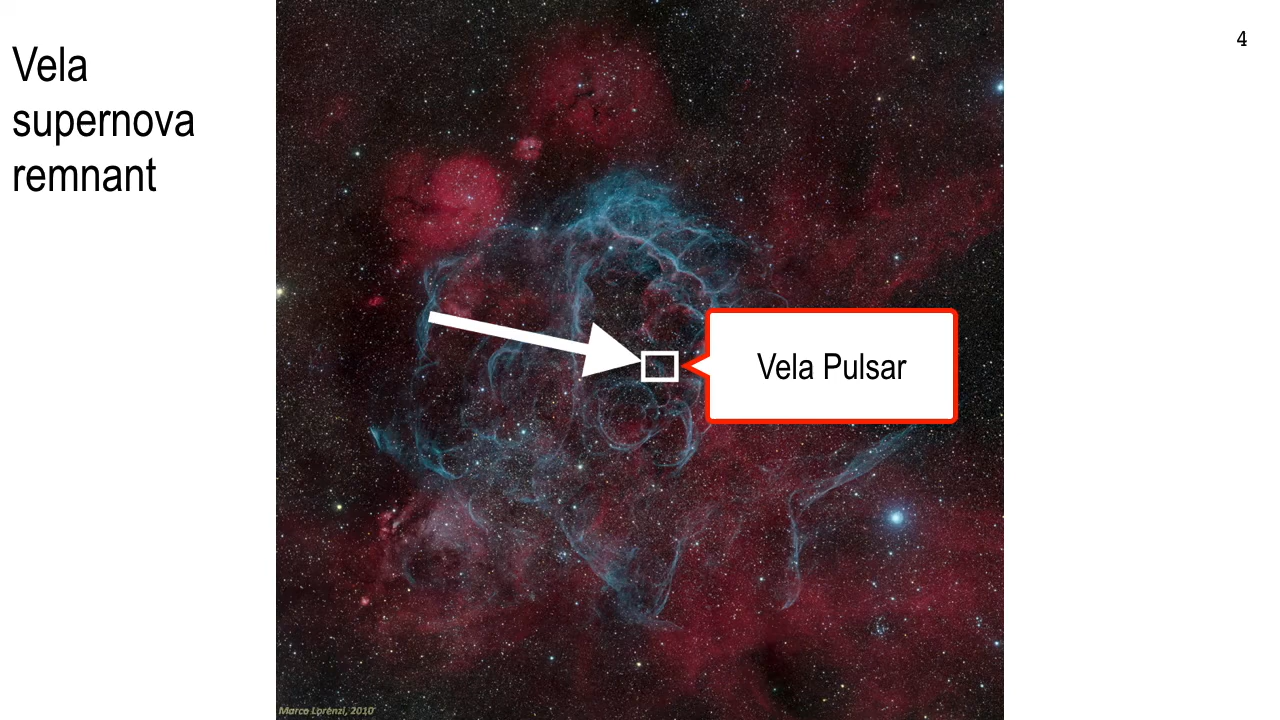 Vela
supernova
remnant
4
Vela Pulsar
Marco Lorenzi, 2010